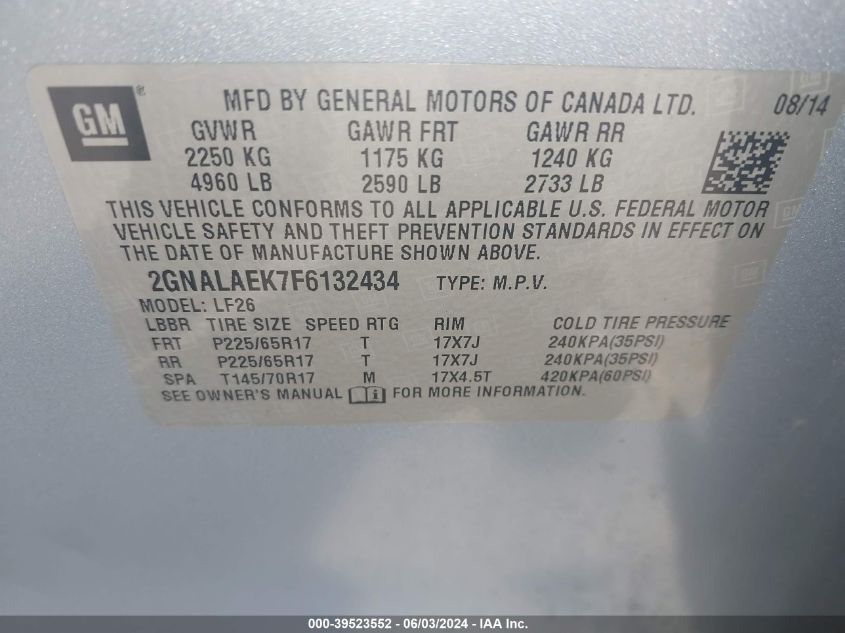 GM ® MFD BY GENERAL MOTORS OF CANADA LTD. 08/14
GVWR GAWR FRT GAWR RR
2250 KG 1175 KG 1240 KG
4960 LB 2590 LB 2733 LB
THIS VEHICLE CONFORMS TO ALL APPLICABLE U.S. FEDERAL MOTOR
VEHICLE SAFETY AND THEFT PREVENTION STANDARDS IN EFFECT ON
THE DATE OF MANUFACTURE SHOWN ABOVE.
2GNALAEK7F6132434 TYPE: M.P.V.
MODEL: LF26
LBBR TIRE SIZE SPEED RTG RIM COLD TIRE PRESSURE
FRT P225/65R17 T 17X7J 240KPA(35PSI)
RR P225/65R17 T 17X7J 240KPA(35PSI)
SPA T145/70R17 M 17X4.5T 420KPA(60PSI)
SEE OWNER'S MANUAL i FOR MORE INFORMATION.
000-39523552 - 06/03/2024 - IAA Inc.